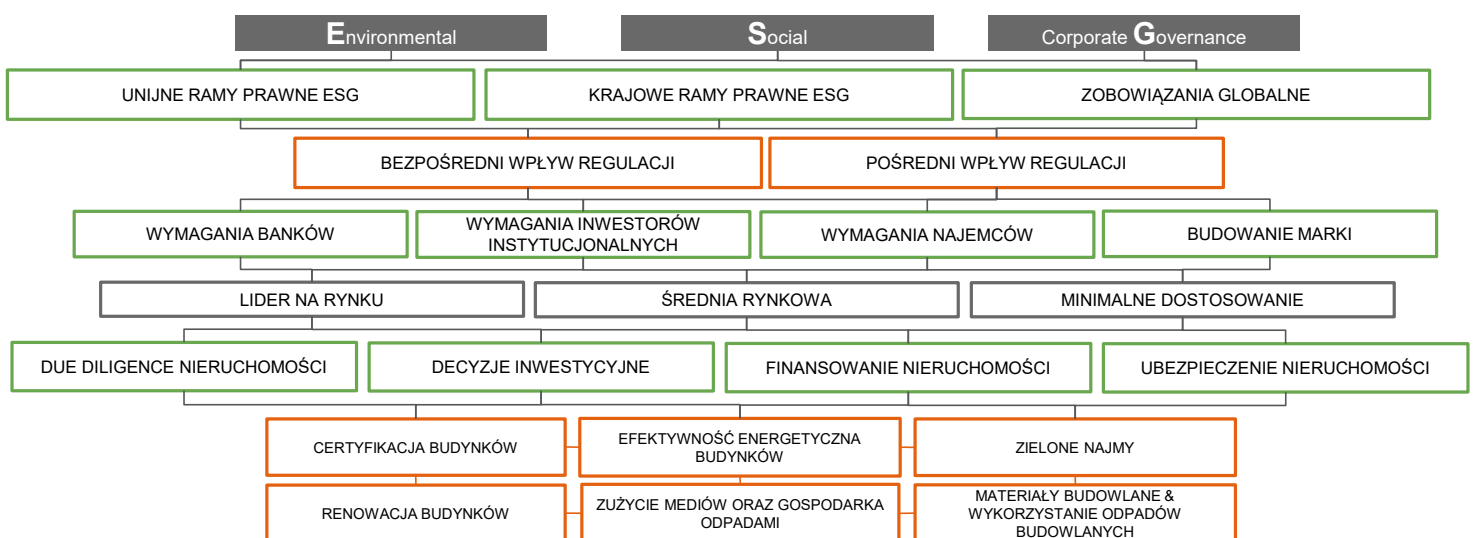 Environmental
Social
Corporate Governance
UNIJNE RAMY PRAWNE ESG
KRAJOWE RAMY PRAWNE ESG
ZOBOWIĄZANIA GLOBALNE
BEZPOŚREDNI WPŁYW REGULACJI
POŚREDNI WPŁYW REGULACJI
WYMAGANIA BANKÓW
WYMAGANIA INWESTORÓW
INSTYTUCJONALNYCH
WYMAGANIA NAJEMCÓW
BUDOWANIE MARKI
LIDER NA RYNKU
ŚREDNIA RYNKOWA
MINIMALNE DOSTOSOWANIE
DUE DILIGENCE NIERUCHOMOŚCI
DECYZJE INWESTYCYJNE
FINANSOWANIE NIERUCHOMOŚCI
UBEZPIECZENIE NIERUCHOMOŚCI
CERTYFIKACJA BUDYNKÓW
EFEKTYWNOŚĆ ENERGETYCZNA
BUDYNKÓW
ZIELONE NAJMY
RENOWACJA BUDYNKÓW
ZUŻYCIE MEDIÓW ORAZ GOSPODARKA
ODPADAMI
MATERIAŁY BUDOWLANE &
WYKORZYSTANIE ODPADÓW
BUDOWLANYCH